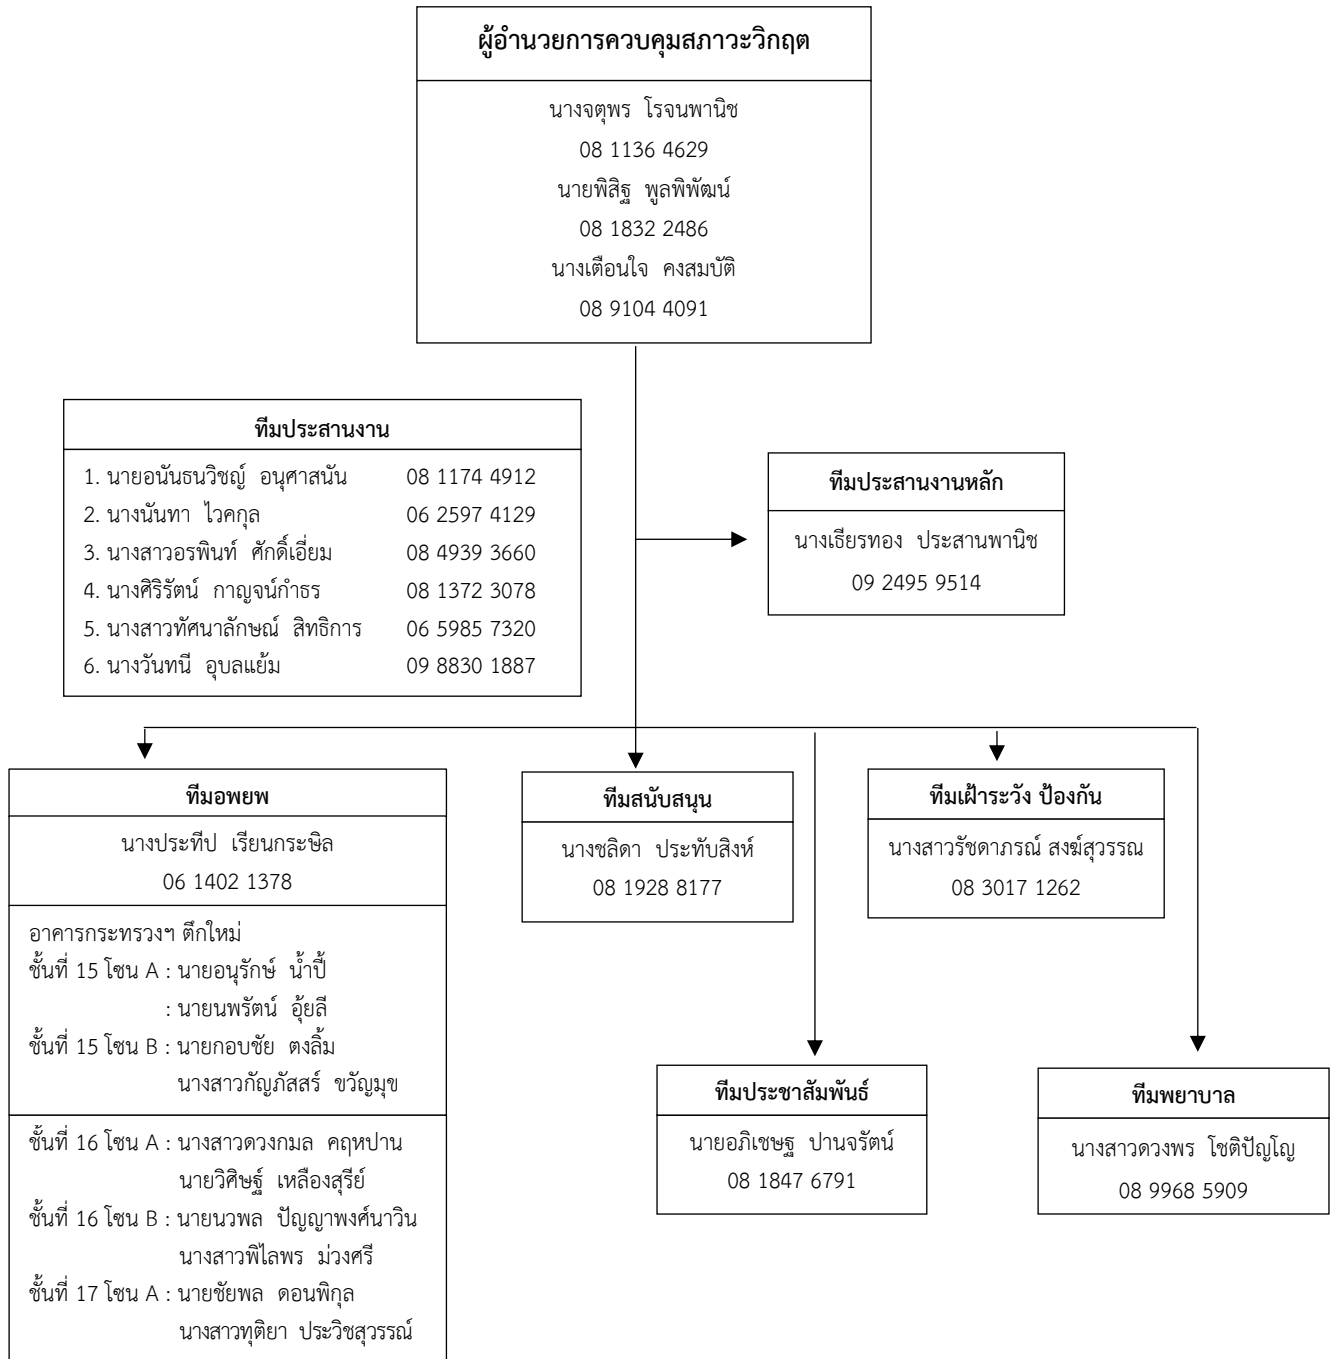 ผู้อำนวยการควบคุมสภาวะวิกฤต
นางจตุพร โรจนพานิช
08 1136 4629
นายพิสิฐ พูลพิพัฒน์
08 1832 2486
นางเตือนใจ คงสมบัติ
08 9104 4091
ทีมประสานงาน
1. นายอนันธนวิชญ์ อนุศาสนัน 08 1174 4912
2. นางนันทา ไวคกุล 06 2597 4129
3. นางสาวอรพินท์ ศักดิ์เอี่ยม 08 4939 3660
4. นางศิริรัตน์ กาญจน์กำธร 08 1372 3078
5. นางสาวทัศนาลักษณ์ สิทธิการ 06 5985 7320
6. นางวันทนี อุบลแย้ม 09 8830 1887
ทีมประสานงานหลัก
นางเธียรทอง ประสานพานิช
09 2495 9514
ทีมอพยพ
นางประทีป เรียนกระษิล
06 1402 1378
อาคารกระทรวงฯ ตึกใหม่
ชั้นที่ 15 โซน A : นายอนุรักษ์ น้ำปี้
: นายนพรัตน์ อุ้ยลี
ชั้นที่ 15 โซน B : นายกอบชัย ตงลิ้ม
นางสาวกัญภัสสร์ ขวัญมุข
ชั้นที่ 16 โซน A : นางสาวดวงกมล คฤหปาน
นายวิศิษฐ์ เหลืองสุรีย์
ชั้นที่ 16 โซน B : นายนวพล ปัญญาพงศ์นาวิน
นางสาวพิไลพร ม่วงศรี
ชั้นที่ 17 โซน A : นายชัยพล ดอนพิกุล
นางสาวทุติยา ประวิชสุวรรณ์
ทีมสนับสนุน
นางชลิดา ประทับสิงห์
08 1928 8177
ทีมเฝ้าระวัง ป้องกัน
นางสาวรัชดาภรณ์ สงฆ์สุวรรณ
08 3017 1262
ทีมประชาสัมพันธ์
นายอภิเชษฐ ปานจรัตน์
08 1847 6791
ทีมพยาบาล
นางสาวดวงพร โชติปัญโญ
08 9968 5909